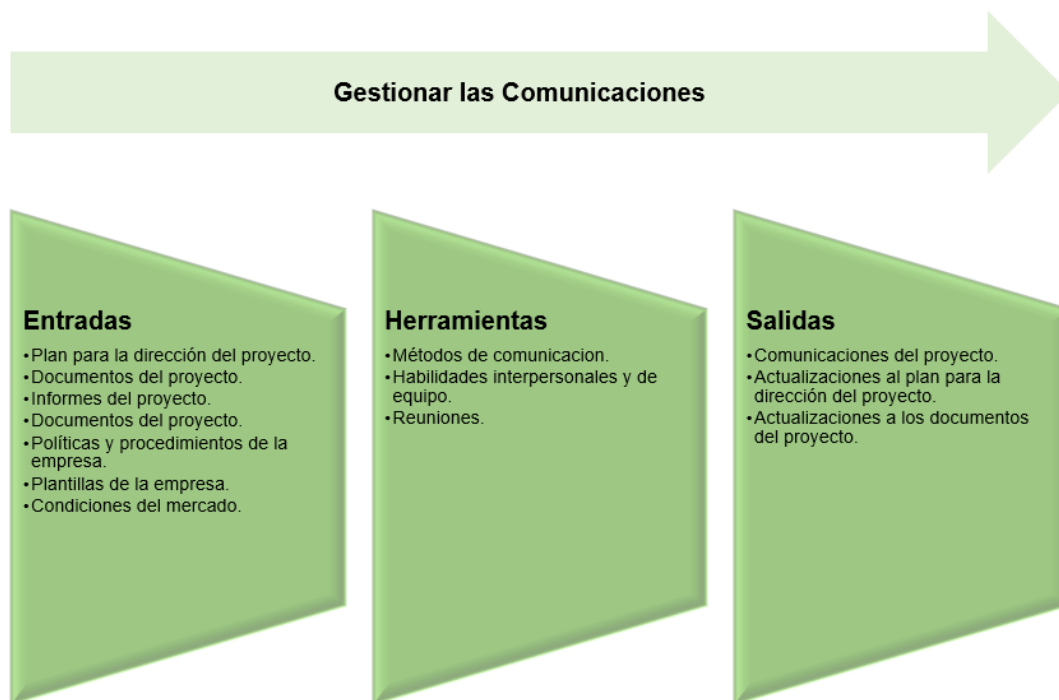 Gestionar las Comunicaciones
Entradas
•Plan para la dirección del proyecto.
•Documentos del proyecto.
•Informes del proyecto.
•Documentos del proyecto.
•Políticas y procedimientos de la
empresa.
•Plantillas de la empresa.
•Condiciones del mercado.
Herramientas
•Métodos de comunicacion.
•Habilidades interpersonales y de
equipo.
•Reuniones.
Salidas
•Comunicaciones del proyecto.
•Actualizaciones al plan para la
dirección del proyecto.
•Actualizaciones a los documentos
del proyecto.